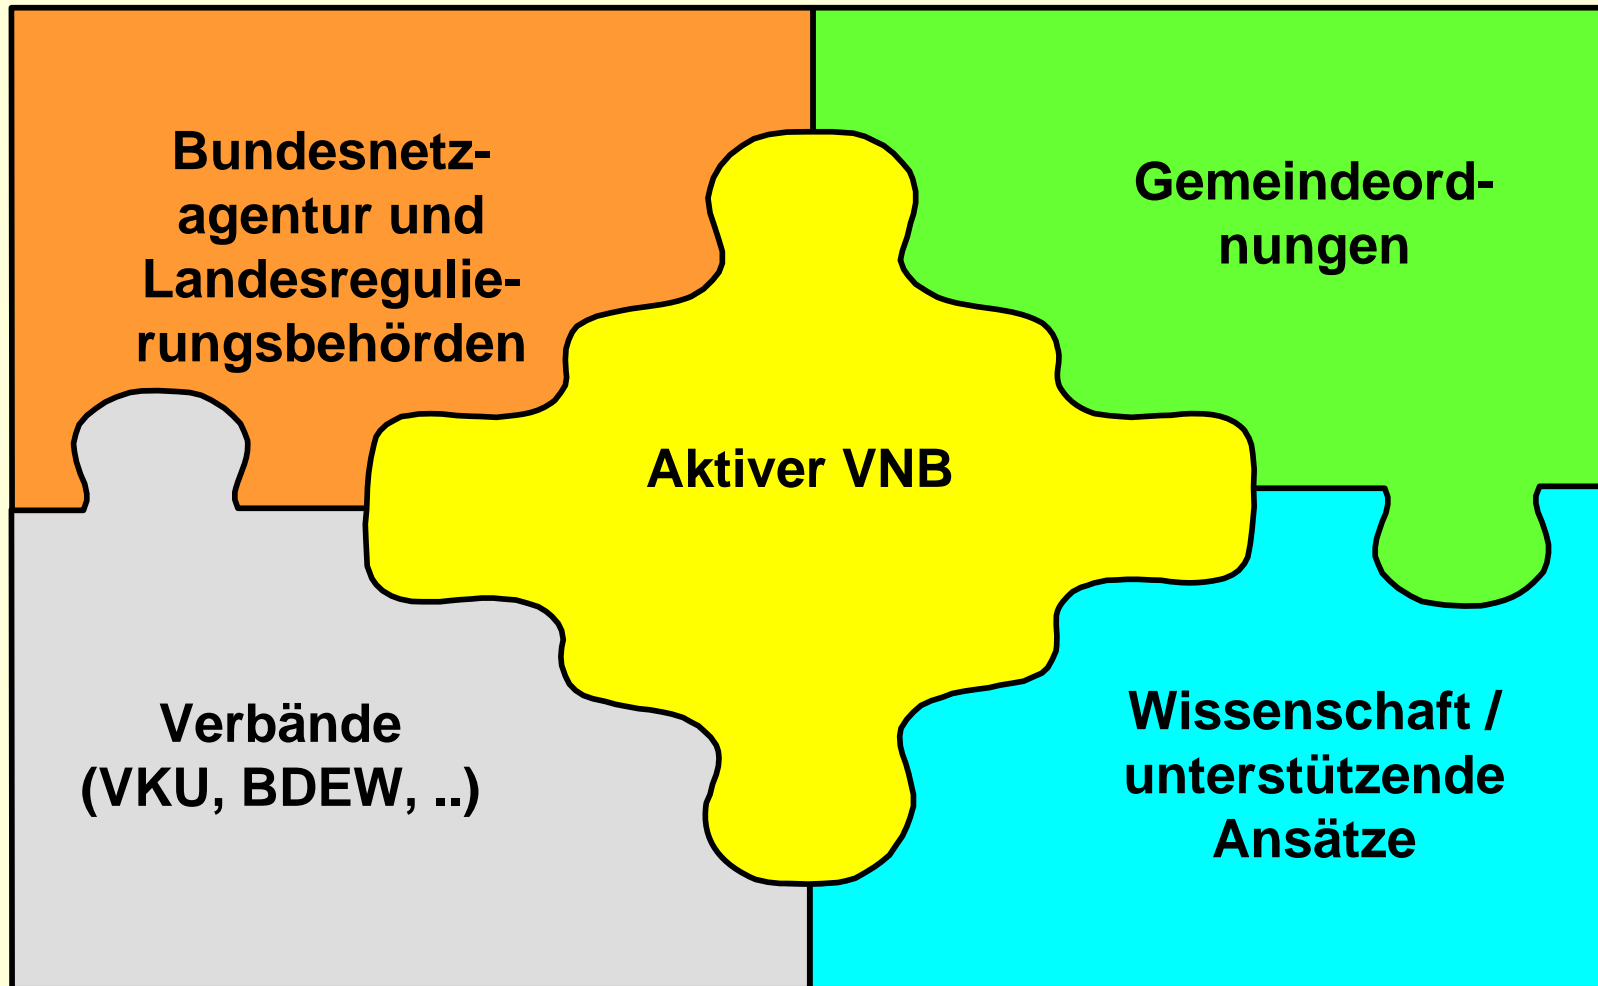 Bundesnetz-
agentur und
Landesregulie-
rungsbehörden
Gemeindeord-
nungen
Aktiver VNB
Verbände
(VKU, BDEW, ..)
Wissenschaft /
unterstützende
Ansätze